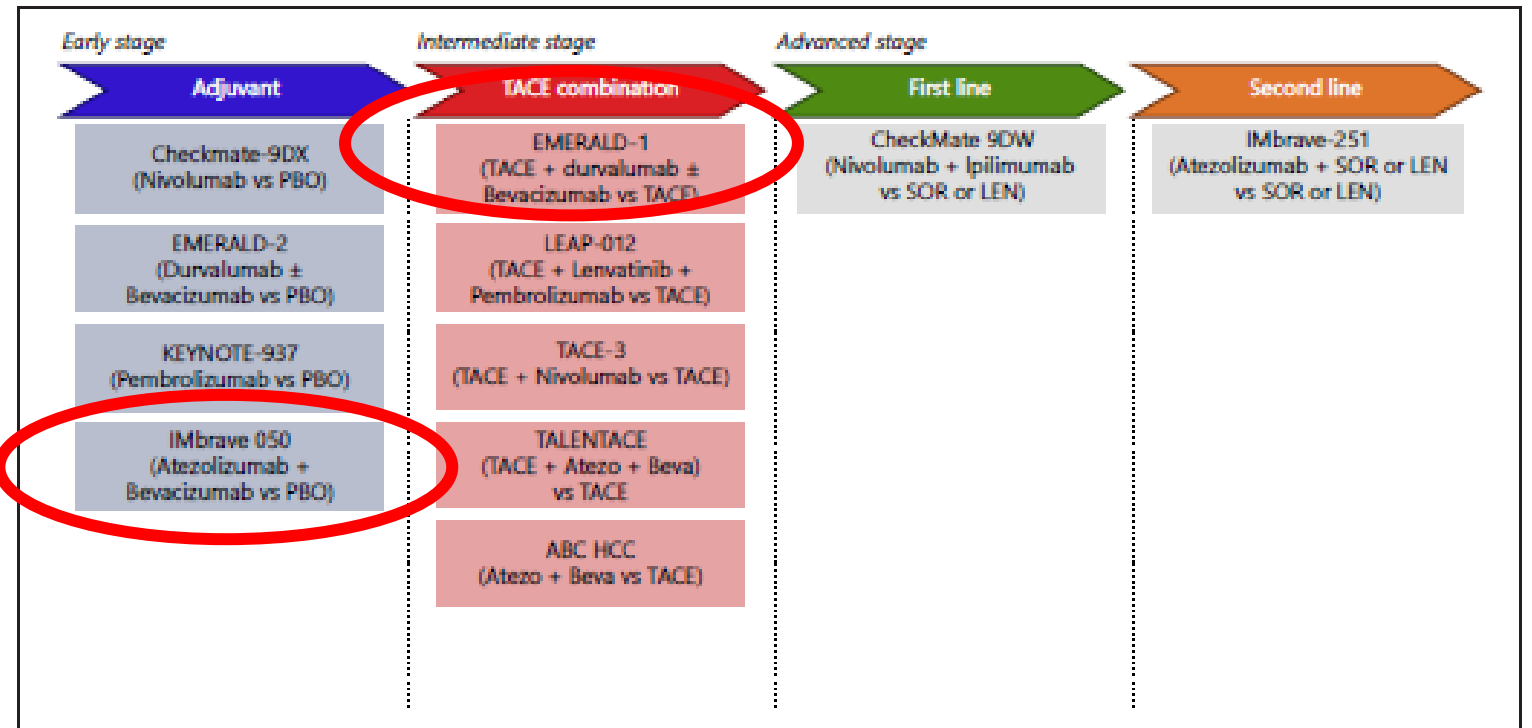 Early stage
Intermediate stage
Advanced stage
Adjuvant
TACE combination
First line
Second line
Checkmate-9DX
(Nivolumab vs PBO)
EMERALD-2
(Durvalumab ±
Bevacizumab vs PBO)
KEYNOTE-937
(Pembrolizumab vs PBO)
IMbrave 050
(Atezolizumab +
Bevacizumab vs PBO)
EMERALD-1
(TACE + durvalumab ±
Bevacizumab vs TACE)
LEAP-012
(TACE + Lenvatinib +
Pembrolizumab vs TACE)
TACE-3
(TACE + Nivolumab vs TACE)
TALENTACE
(TACE + Atezo + Beva)
vs TACE
ABC HCC
(Atezo + Beva vs TACE)
CheckMate 9DW
(Nivolumab + Ipilimumab
vs SOR or LEN)
IMbrave-251
(Atezolizumab + SOR or LEN
vs SOR or LEN)